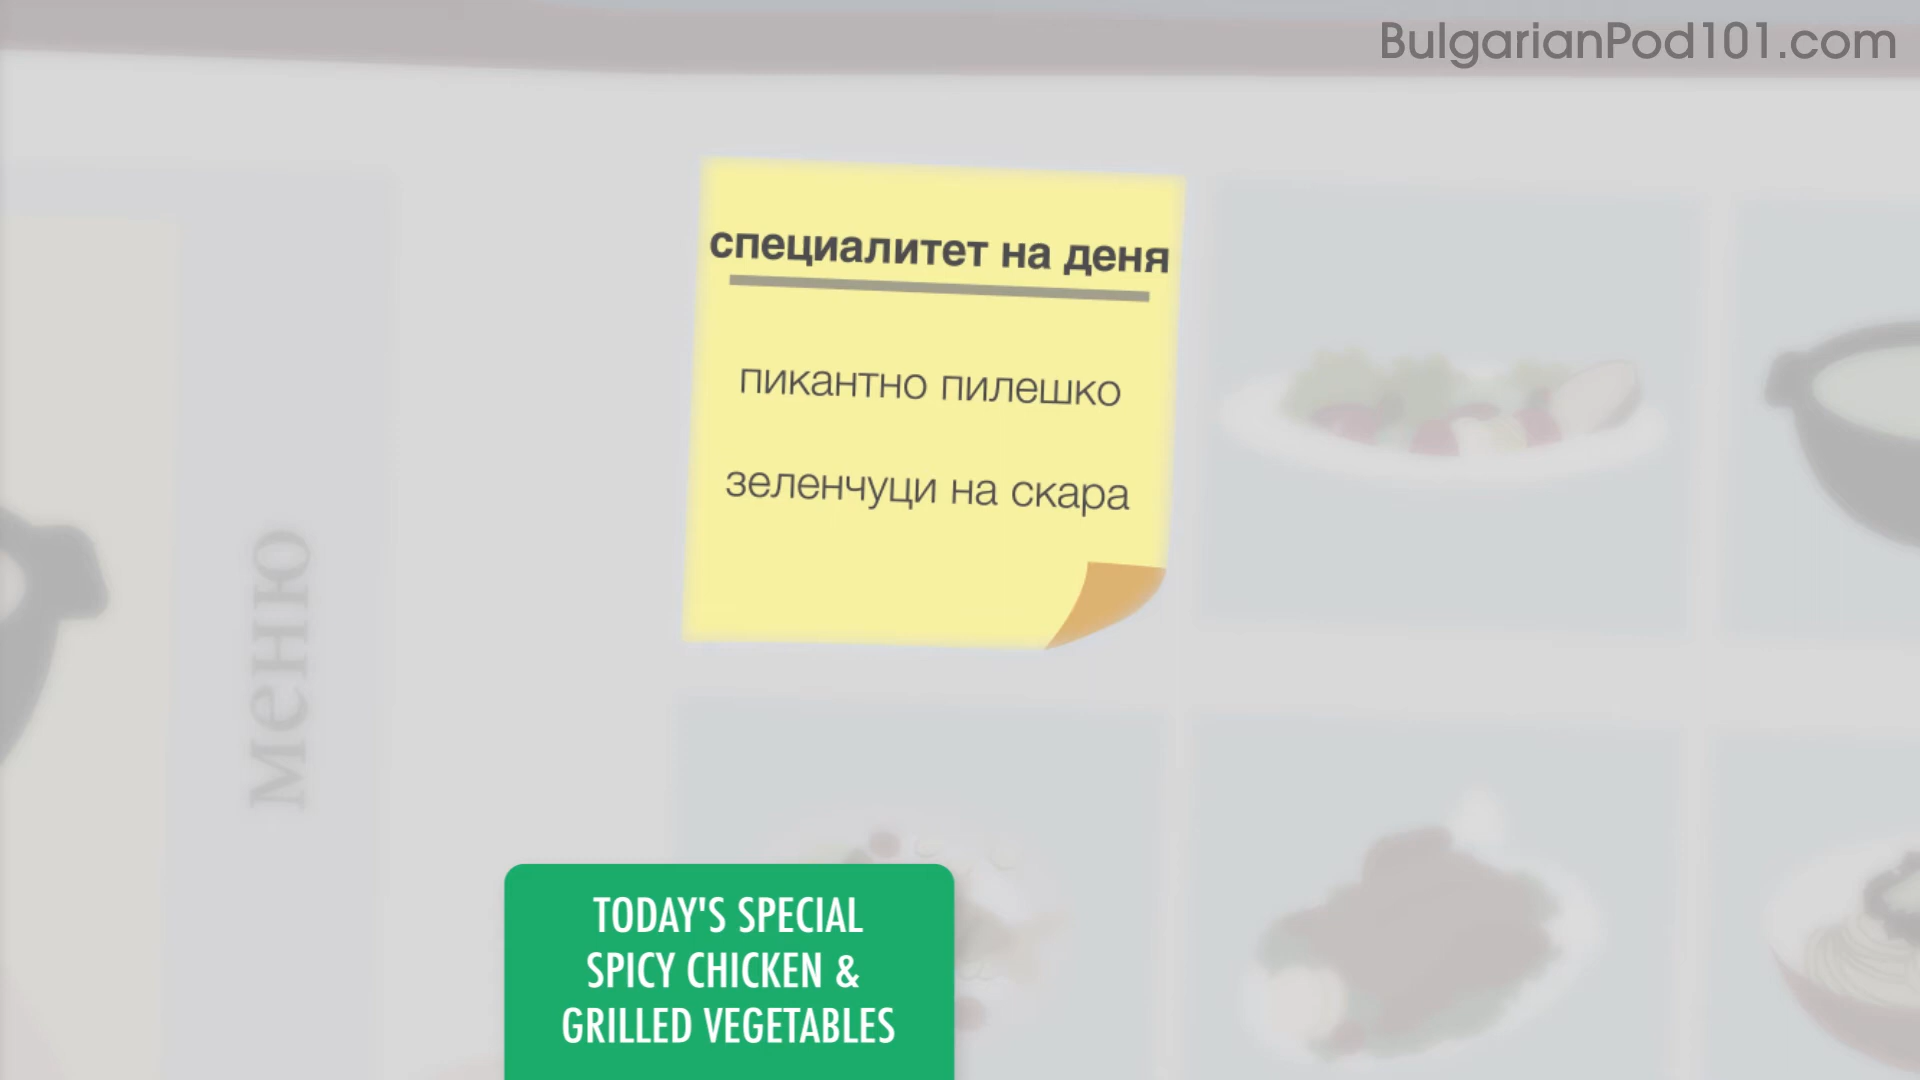 BulgarianPod101.com
специалитет на деня
пикантно пилешко
зеленчуци на скара
меню
TODAY'S SPECIAL
SPICY CHICKEN &
GRILLED VEGETABLES